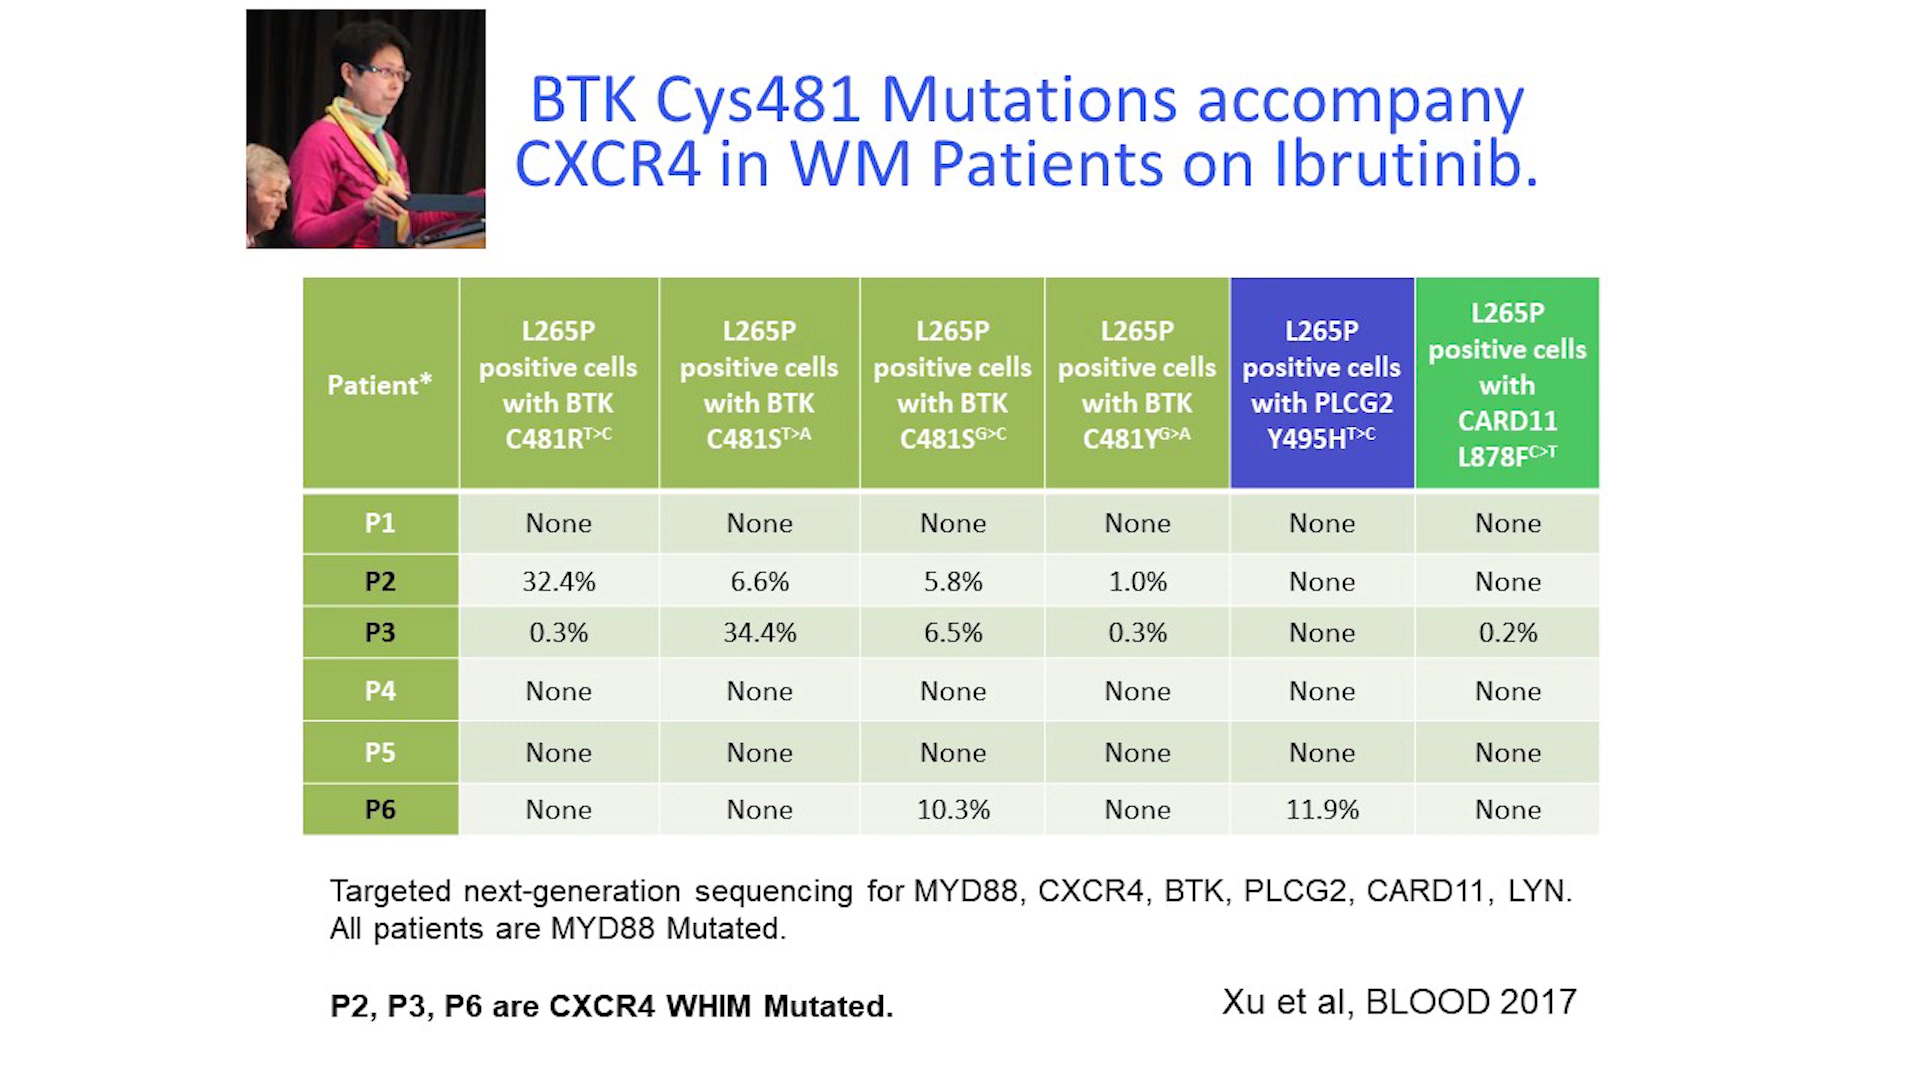 BTK Cys481 Mutations accompany
CXCR4 in WM Patients on Ibrutinib.
Patient*
L265P
positive cells
with BTK
C481RT>C
L265P
positive cells
with BTK
C481ST>A
L265P
positive cells
with BTK
C481SG>C
L265P
positive cells
with BTK
C481YG>A
L265P
positive cells
with PLCG2
Y495HT>C
L265P
positive cells
with
CARD11
L878FC>T
P1 None None None None None None
P2 32.4% 6.6% 5.8% 1.0% None None
P3 0.3% 34.4% 6.5% 0.3% None 0.2%
P4 None None None None None None
P5 None None None None None None
P6 None None 10.3% None 11.9% None
Targeted next-generation sequencing for MYD88, CXCR4, BTK, PLCG2, CARD11, LYN.
All patients are MYD88 Mutated.
P2, P3, P6 are CXCR4 WHIM Mutated.
Xu et al, BLOOD 2017